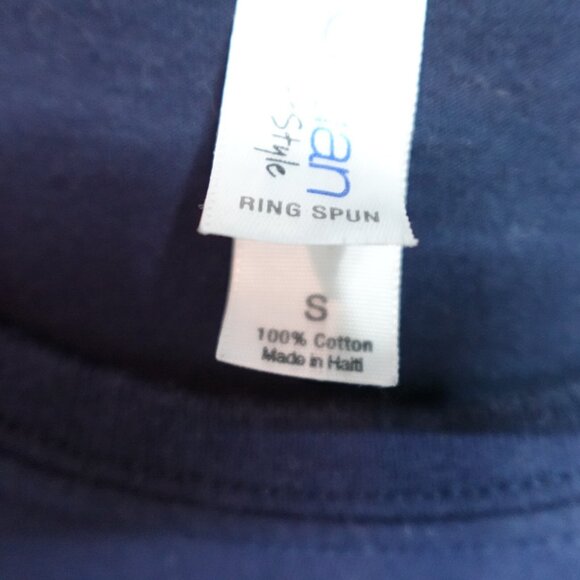 Style
RING SPUN
S
100% Cotton
Made in Haiti